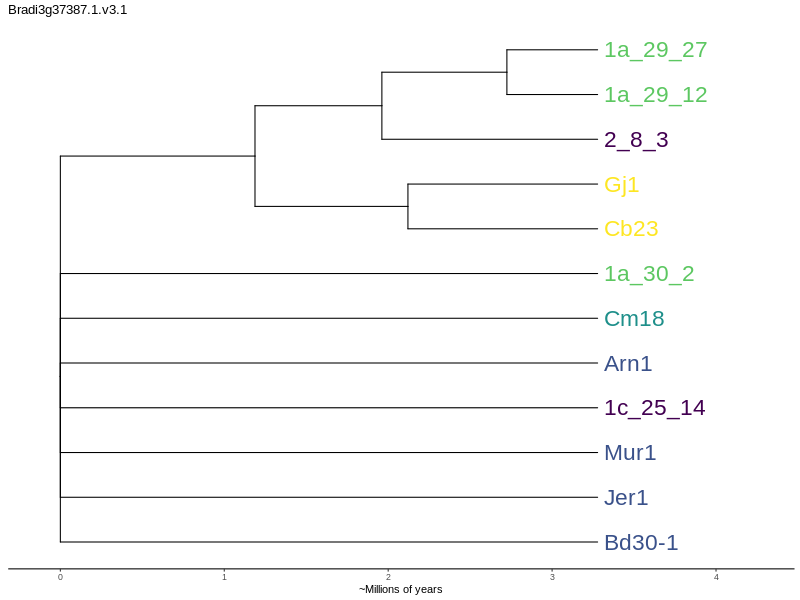 Bradi3g37387.1.v3.1
1a_29_27
1a_29_12
2_8_3
Gj1
Cb23
1a_30_2
Cm18
Arn1
1c_25_14
Mur1
Jer1
Bd30-1
0 1 2 3 4
~Millions of years